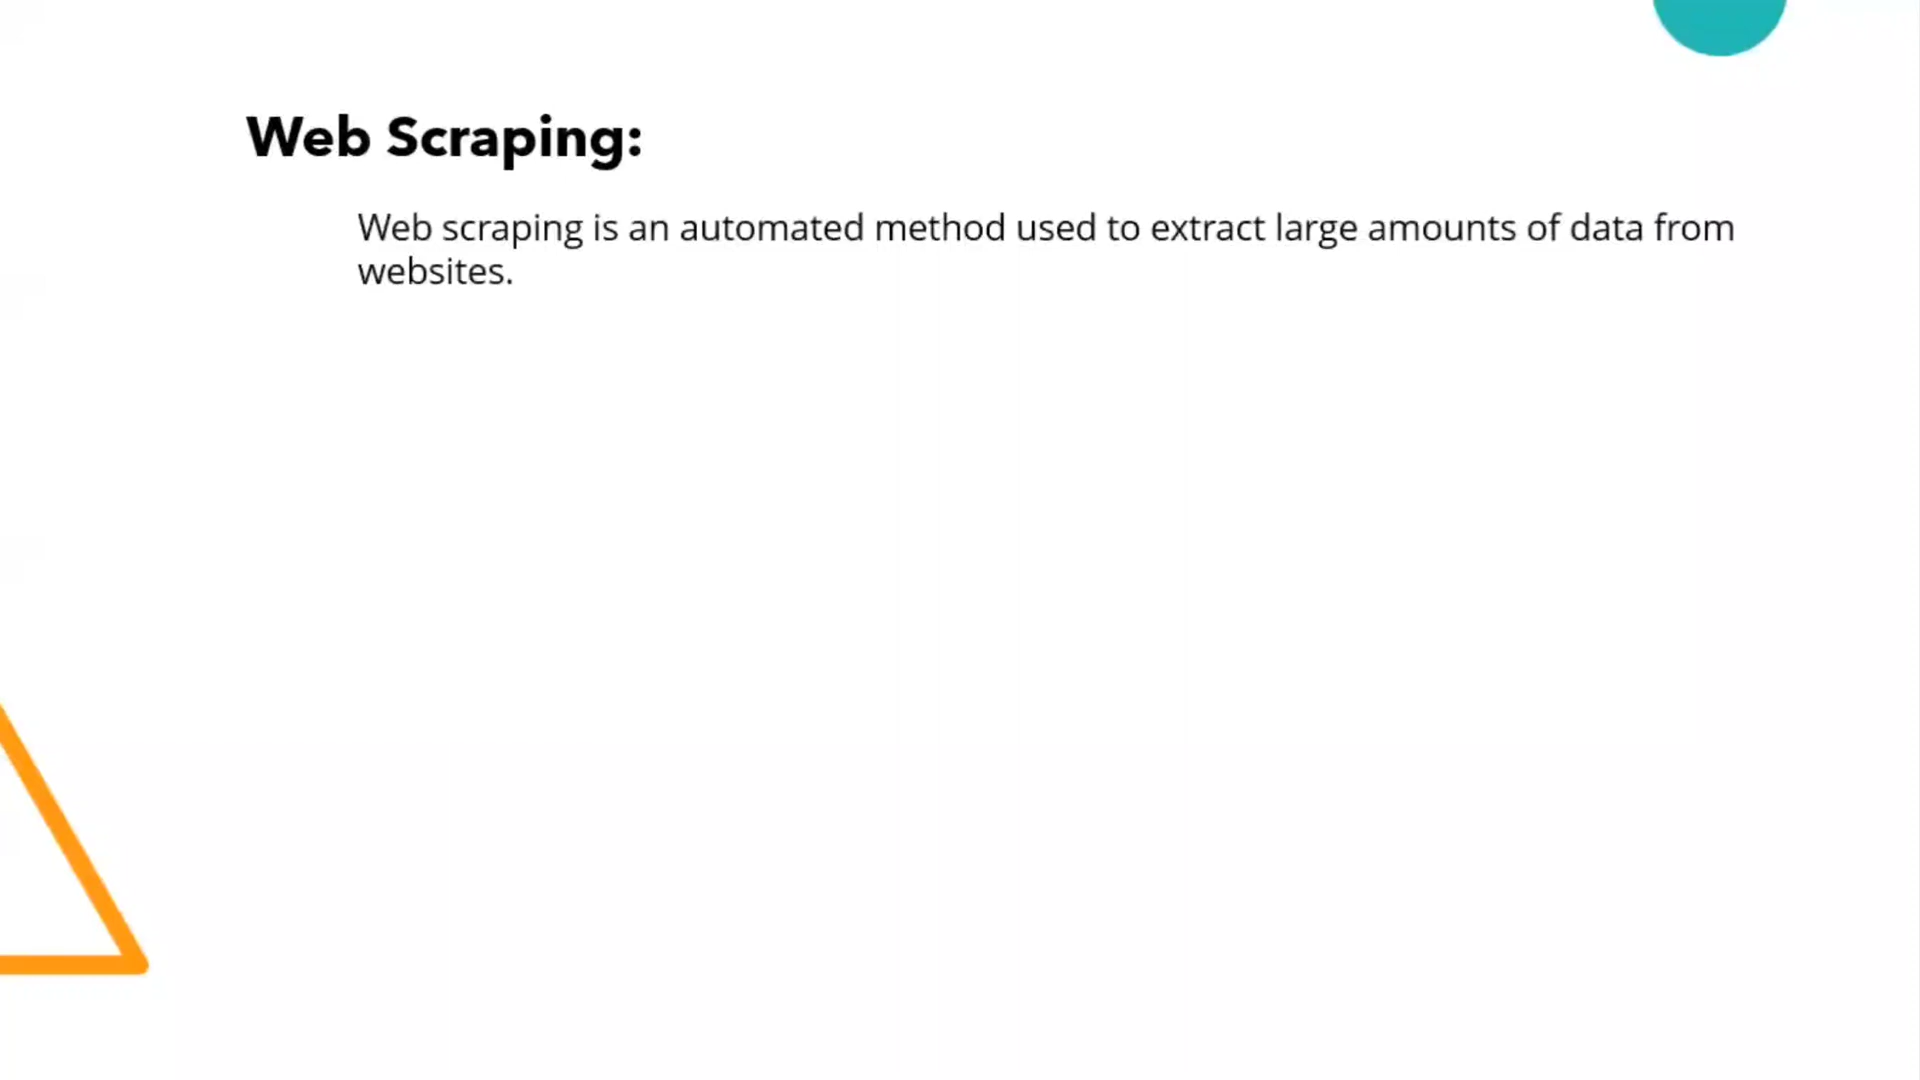 Web Scraping:
Web scraping is an automated method used to extract large amounts of data from
websites.